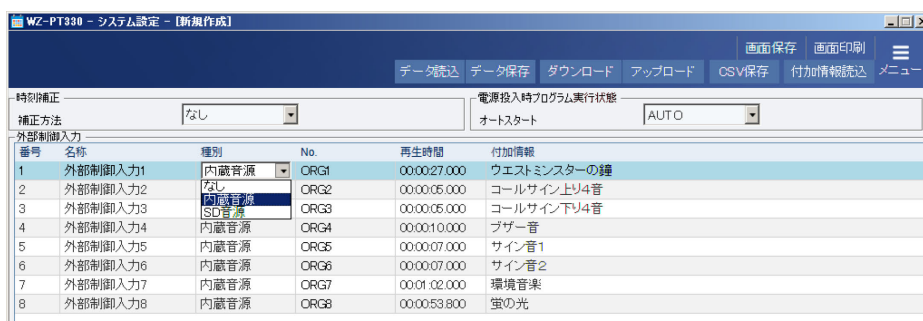 WZ-PT330 - システム設定 - [新規作成]
画面保存 画面印刷
データ読込 データ保存 ダウンロード アップロード CSV保存 付加情報読込 メニュー
時刻補正
補正方法 なし
電源投入時プログラム実行状態
オートスタート AUTO
外部制御入力
番号 名称 種別 No. 再生時間 付加情報
1 外部制御入力1 内蔵音源 ORG1 00:00:27.000 ウエストミンスターの鐘
2 外部制御入力2 なし ORG2 00:00:05.000 コールサイン上り4音
内蔵音源
3 外部制御入力3 SD音源 ORG3 00:00:05.000 コールサイン下り4音
4 外部制御入力4 内蔵音源 ORG4 00:00:10.000 ブザー音
5 外部制御入力5 内蔵音源 ORG5 00:00:07.000 サイン音1
6 外部制御入力6 内蔵音源 ORG6 00:00:07.000 サイン音2
7 外部制御入力7 内蔵音源 ORG7 00:01:02.000 環境音楽
8 外部制御入力8 内蔵音源 ORG8 00:00:53.800 蛍の光